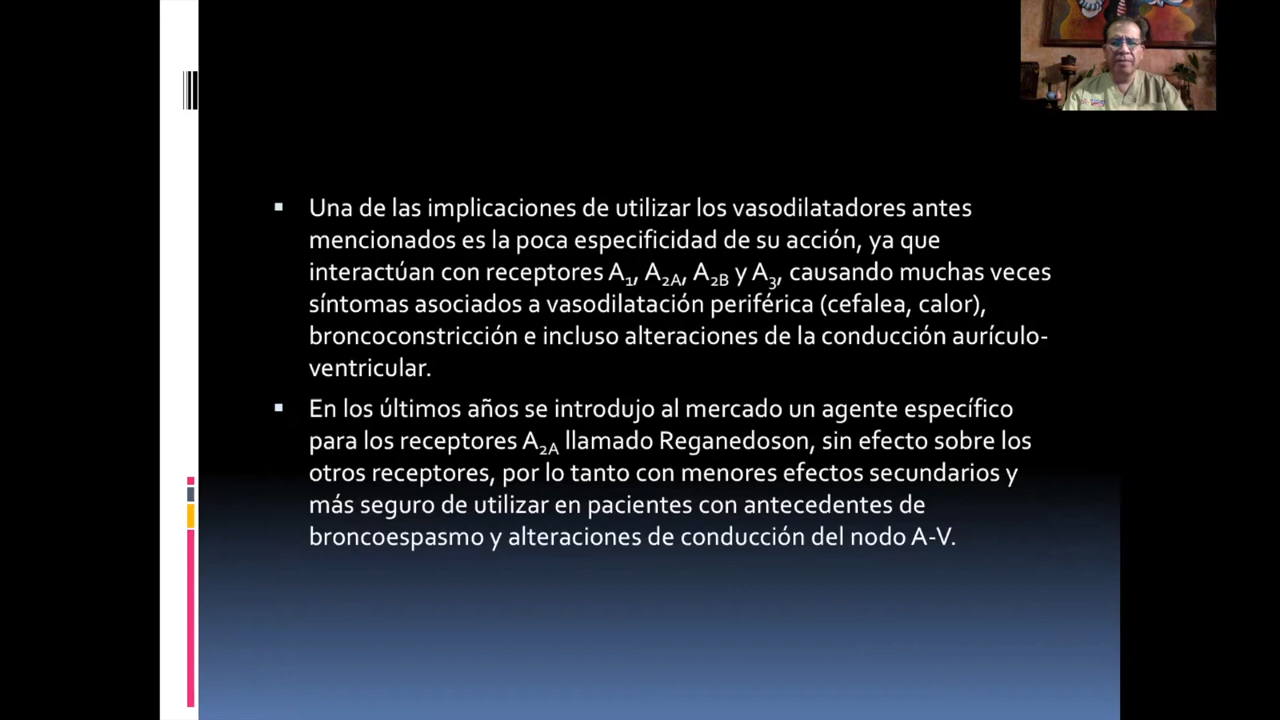 Una de las implicaciones de utilizar los vasodilatadores antes
mencionados es la poca especificidad de su acción, ya que
interactúan con receptores A₁, A₂A, A₂B y A₃, causando muchas veces
síntomas asociados a vasodilatación periférica (cefalea, calor),
broncoconstricción e incluso alteraciones de la conducción aurículo-
ventricular.
En los últimos años se introdujo al mercado un agente específico
para los receptores A₂A llamado Reganedoson, sin efecto sobre los
otros receptores, por lo tanto con menores efectos secundarios y
más seguro de utilizar en pacientes con antecedentes de
broncoespasmo y alteraciones de conducción del nodo A-V.